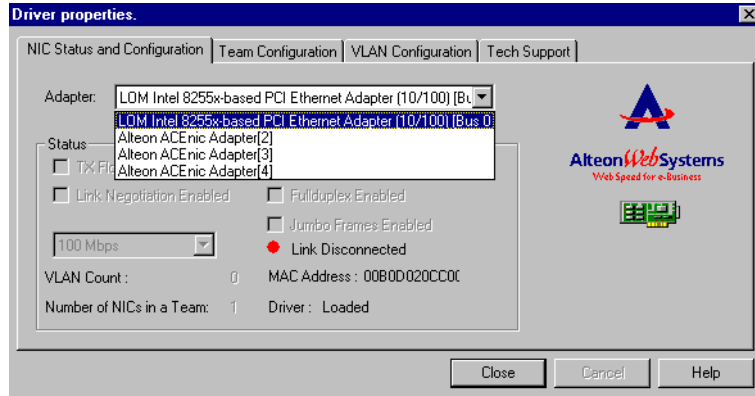 Driver properties.
NIC Status and Configuration Team Configuration VLAN Configuration Tech Support
Adapter: LOM Intel 8255x-based PCI Ethernet Adapter (10/100) [Bu
LOM Intel 8255x-based PCI Ethernet Adapter (10/100) [Bus 0
Alteon ACEnic Adapter[2]
Alteon ACEnic Adapter[3]
Alteon ACEnic Adapter[4]
Status
TX Fl
Link Negotiation Enabled Fullduplex Enabled
Jumbo Frames Enabled
100 Mbps Link Disconnected
VLAN Count : 0 MAC Address : 00B0D020CC0
Number of NICs in a Team: 1 Driver : Loaded
Alteon WebSystems
Web Speed for e-Business
Close Cancel Help